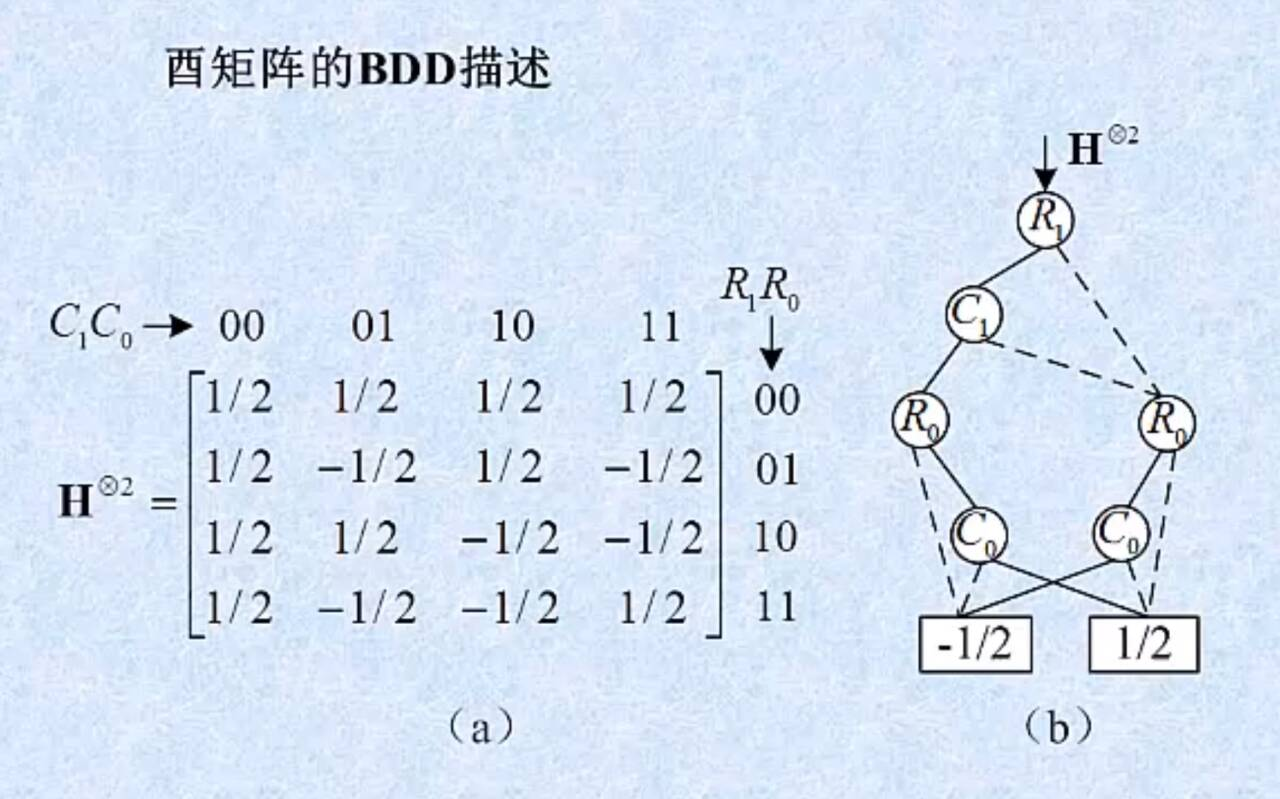 酉矩阵的BDD描述
C₁C₀ → 00 01 10 11 R₁R₀
H^⊗2 =
1/2 1/2 1/2 1/2 00
1/2 −1/2 1/2 −1/2 01
1/2 1/2 −1/2 −1/2 10
1/2 −1/2 −1/2 1/2 11
（a）
H^⊗2
R₁
C₁
R₀ R₀
C₀ C₀
-1/2 1/2
（b）